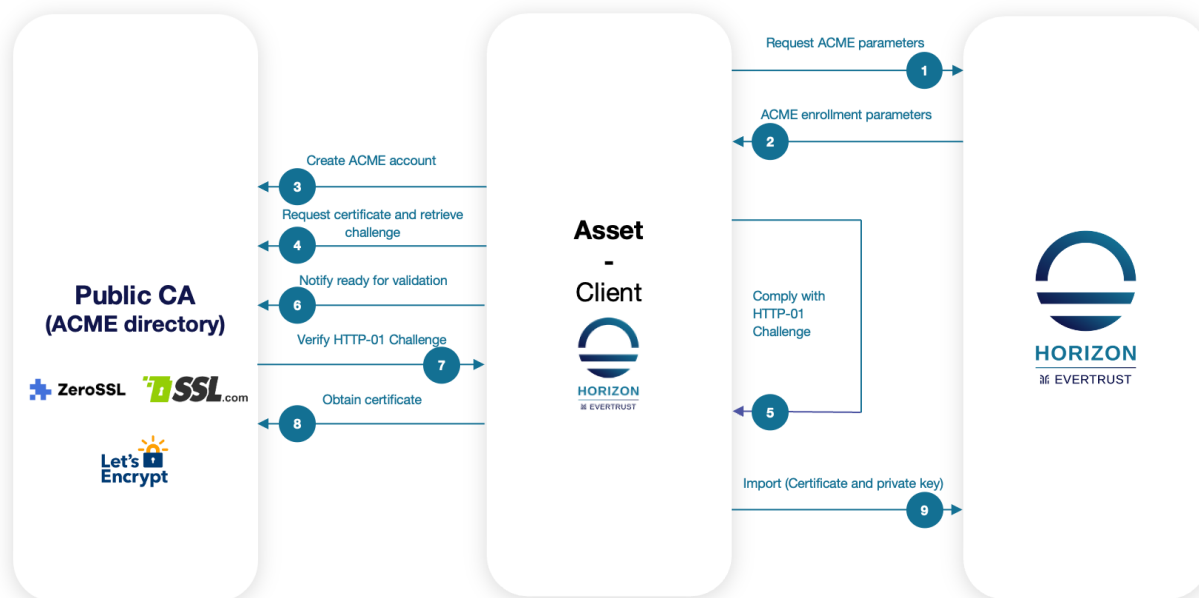 Request ACME parameters
1
ACME enrollment parameters
2
Create ACME account
3
Request certificate and retrieve
challenge
4
Notify ready for validation
6
Verify HTTP-01 Challenge
7
Obtain certificate
8
Public CA
(ACME directory)
ZeroSSL
SSL.com
Let's
Encrypt
Asset
-
Client
HORIZON
EVERTRUST
Comply with
HTTP-01
Challenge
5
Import (Certificate and private key)
9
HORIZON
EVERTRUST